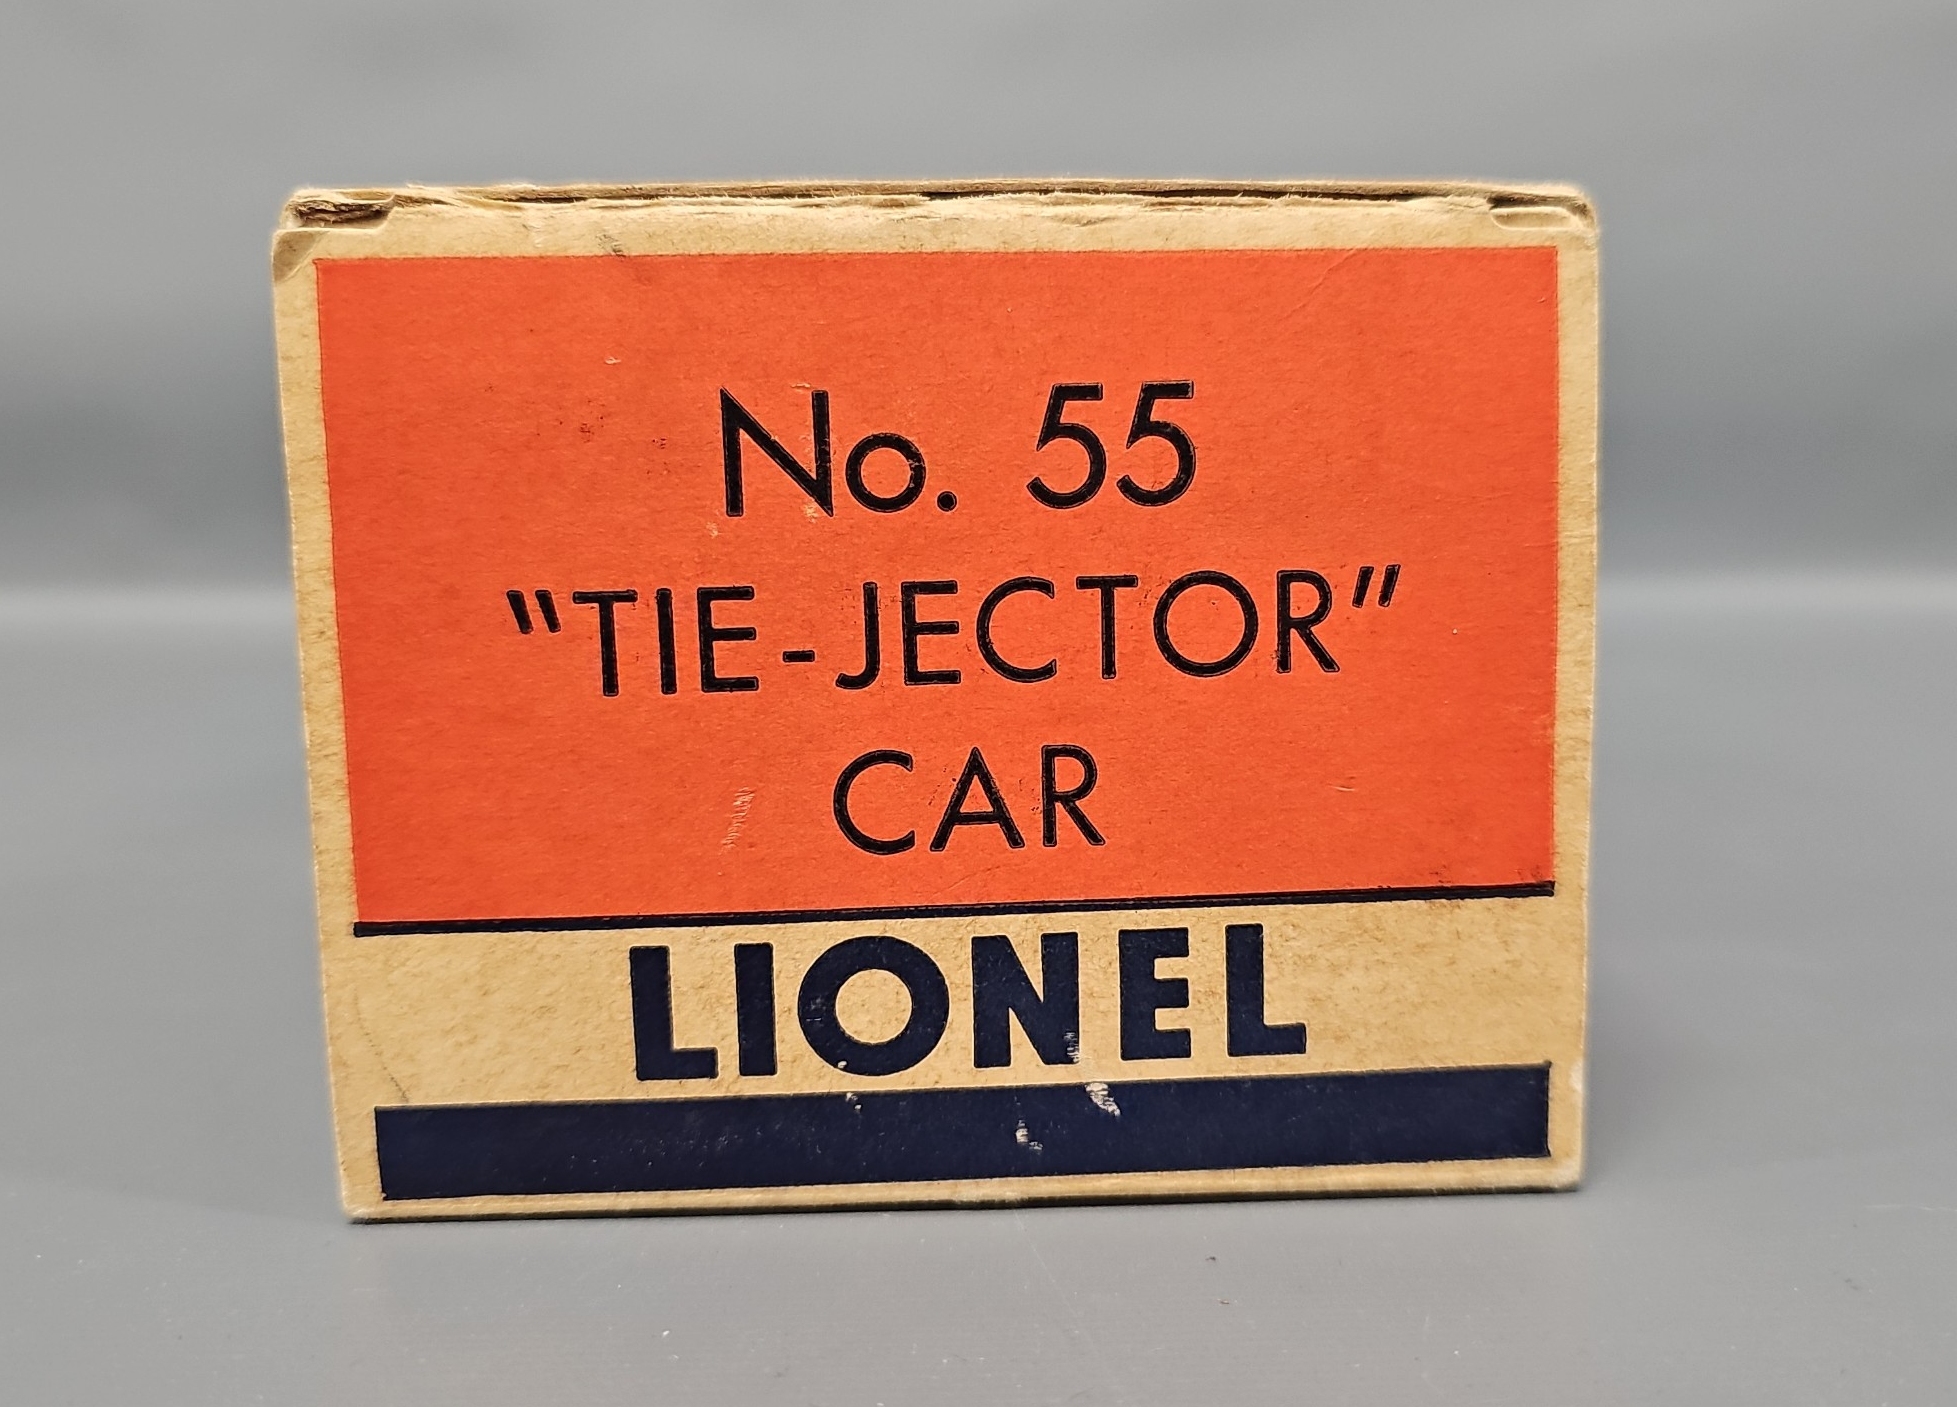 No. 55
"TIE-JECTOR"
CAR
LIONEL